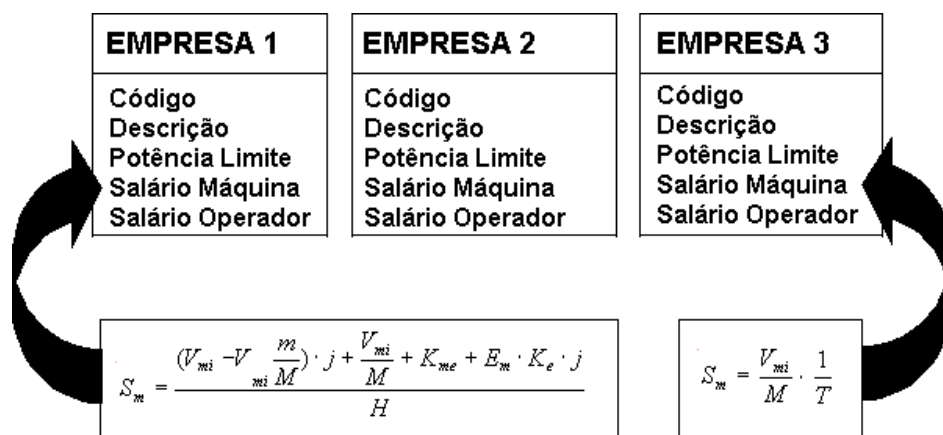 EMPRESA 1
Código
Descrição
Potência Limite
Salário Máquina
Salário Operador
EMPRESA 2
Código
Descrição
Potência Limite
Salário Máquina
Salário Operador
EMPRESA 3
Código
Descrição
Potência Limite
Salário Máquina
Salário Operador
S_m = ((V_mi - V_mi m/M) · j + V_mi/M + K_me + E_m · K_e · j) / H
S_m = V_mi/M · 1/T